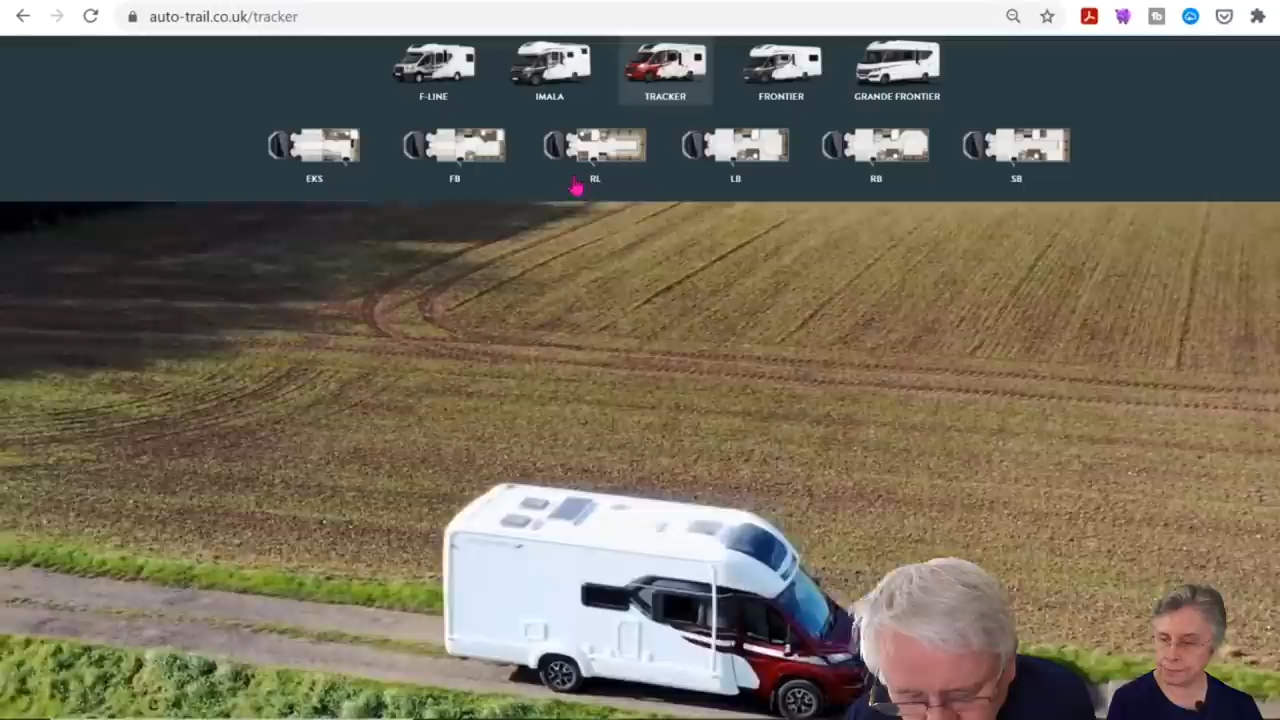 auto-trail.co.uk/tracker
F-LINE IMALA TRACKER FRONTIER GRANDE FRONTIER
EKS FB RL LB RB SB